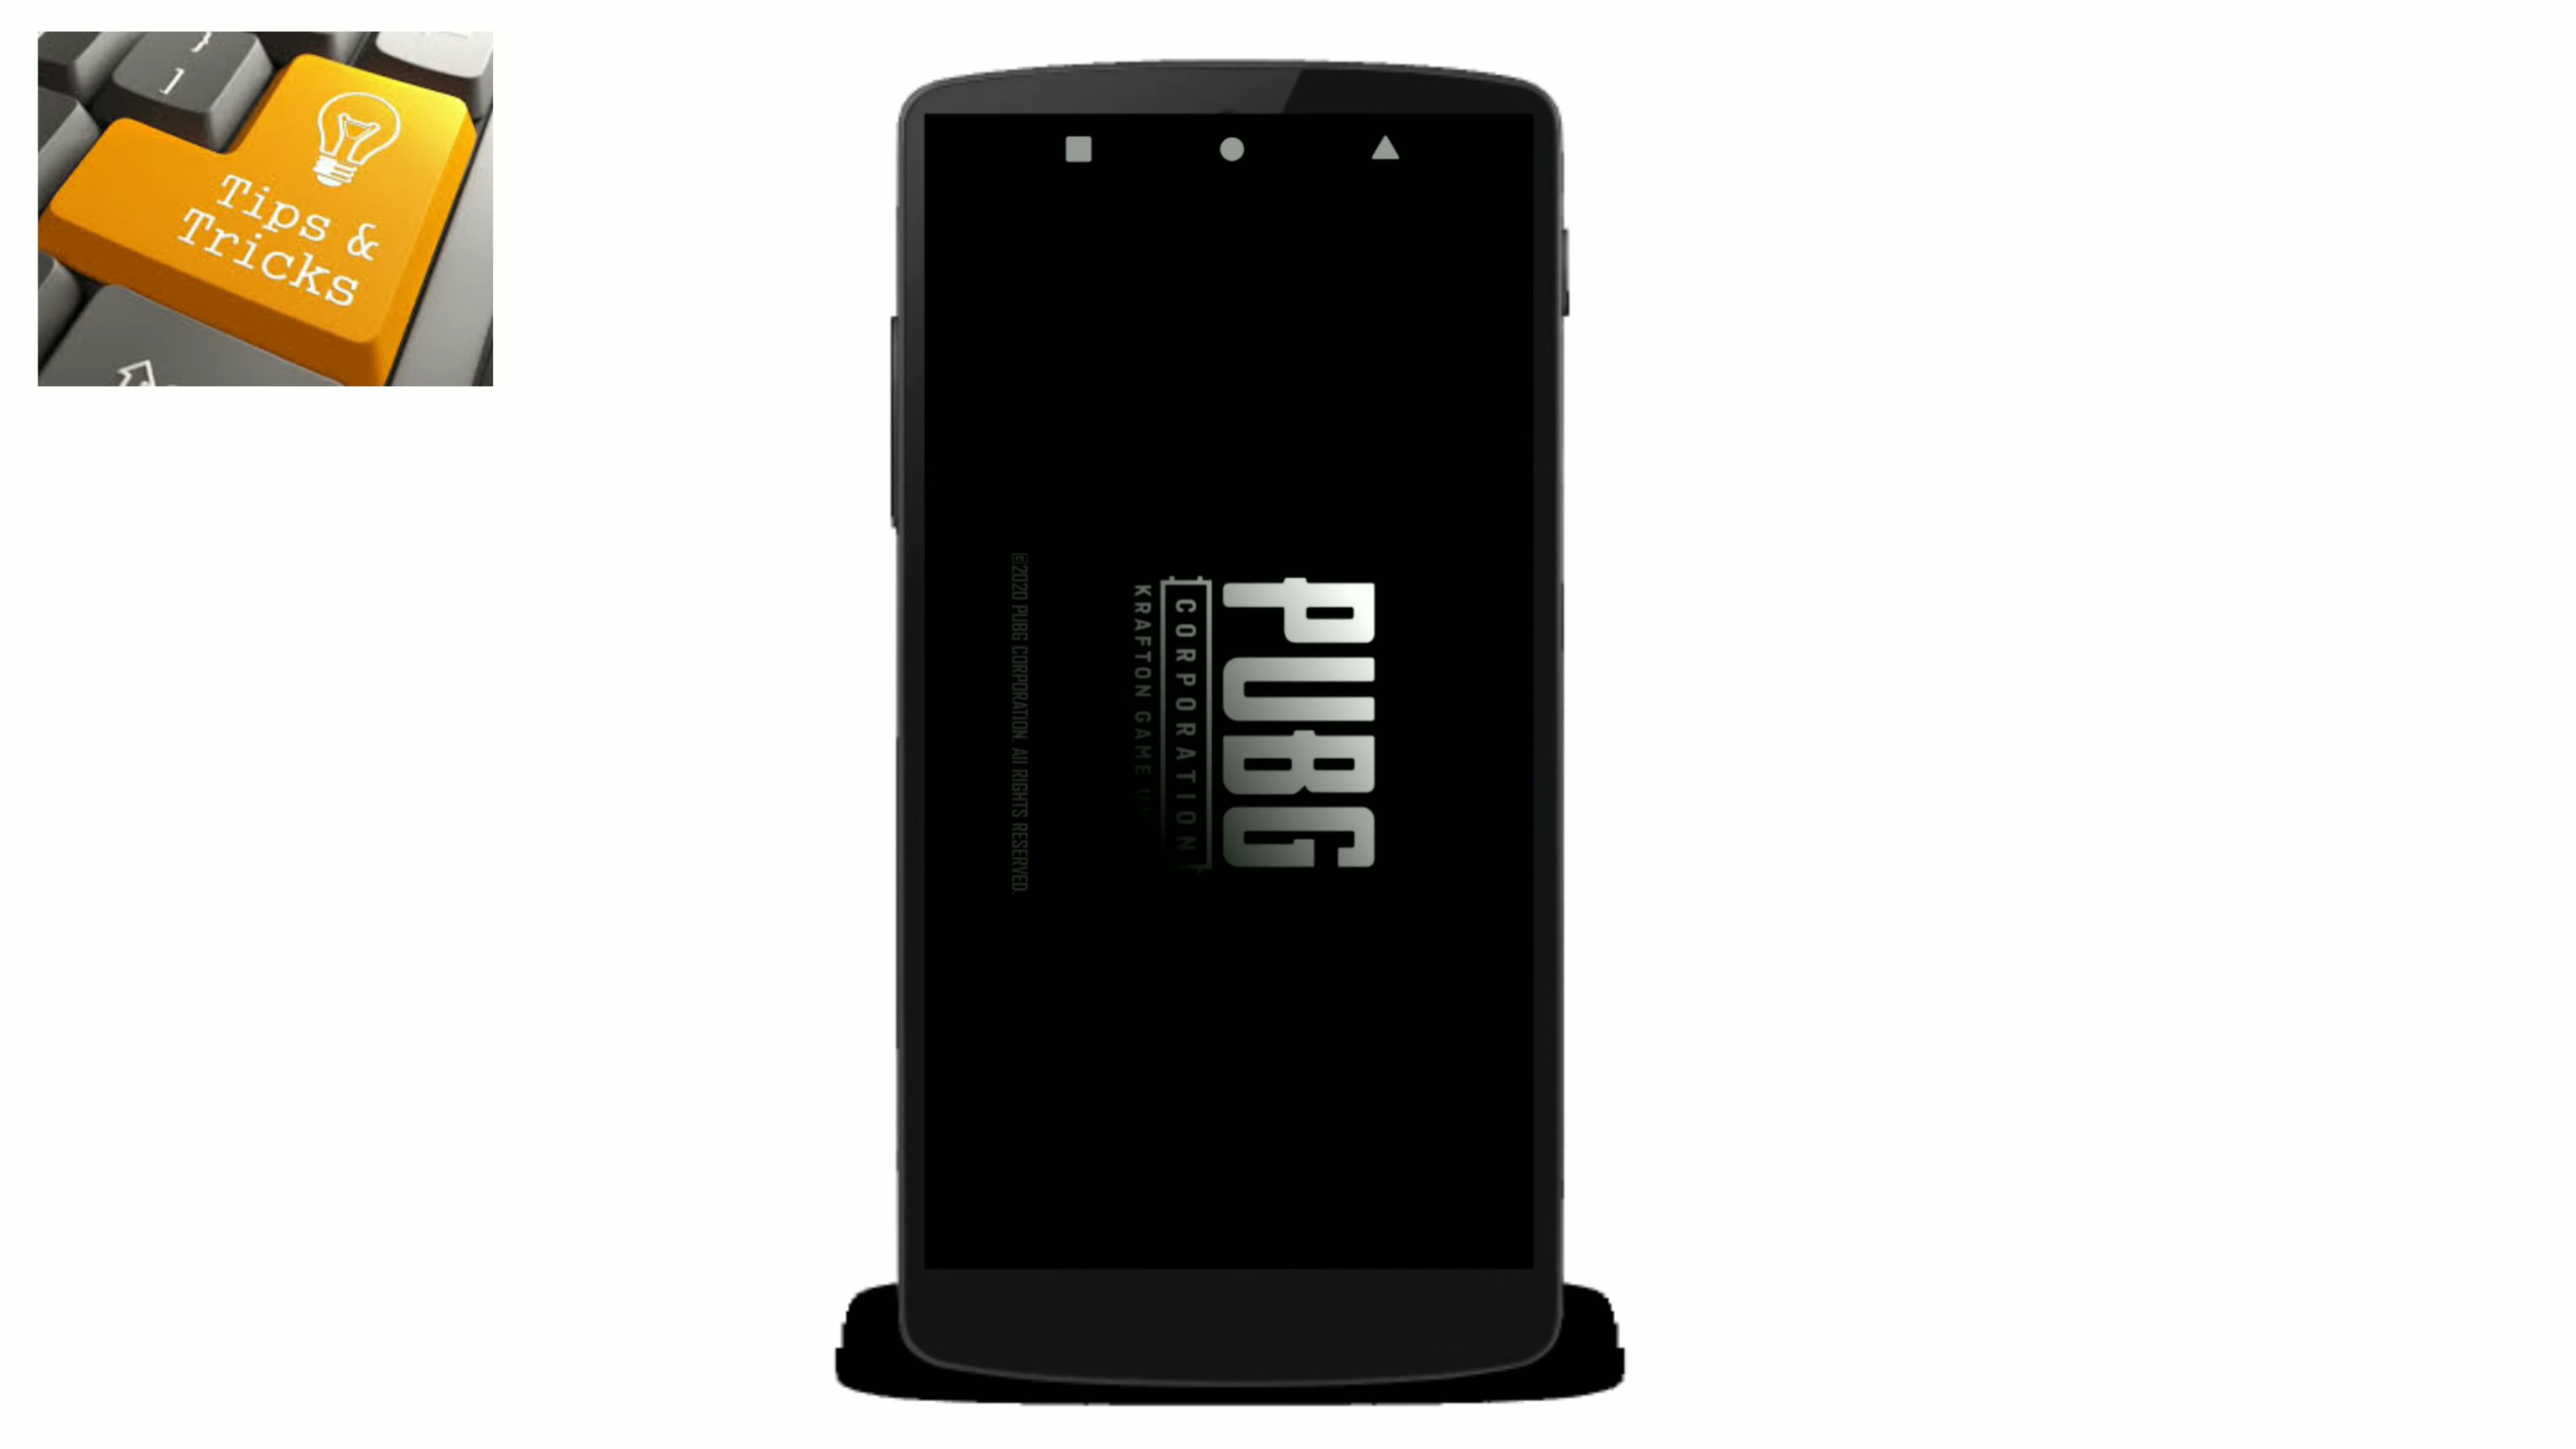 }
]
Tips &
Tricks
PUBG
CORPORATION
KRAFTON GAME
©2020 PUBG CORPORATION. All RIGHTS RESERVED.